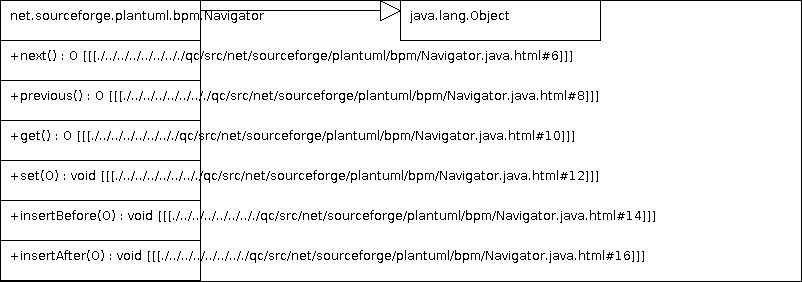 net.sourceforge.plantuml.bpm.Navigator
java.lang.Object
+next() : O [[[./../../../../../../../qc/src/net/sourceforge/plantuml/bpm/Navigator.java.html#6]]]
+previous() : O [[[./../../../../../../../qc/src/net/sourceforge/plantuml/bpm/Navigator.java.html#8]]]
+get() : O [[[./../../../../../../../qc/src/net/sourceforge/plantuml/bpm/Navigator.java.html#10]]]
+set(O) : void [[[./../../../../../../../qc/src/net/sourceforge/plantuml/bpm/Navigator.java.html#12]]]
+insertBefore(O) : void [[[./../../../../../../../qc/src/net/sourceforge/plantuml/bpm/Navigator.java.html#14]]]
+insertAfter(O) : void [[[./../../../../../../../qc/src/net/sourceforge/plantuml/bpm/Navigator.java.html#16]]]